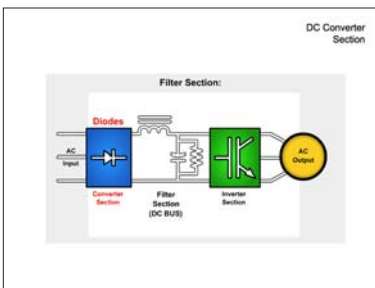 DC Converter
Section
Filter Section:
Diodes
AC
Input
AC
Output
Converter
Section
Filter
Section
(DC BUS)
Inverter
Section